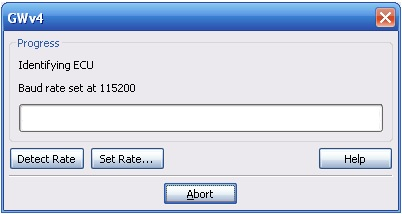 GWv4
Progress
Identifying ECU
Baud rate set at 115200
Detect Rate Set Rate... Help
Abort